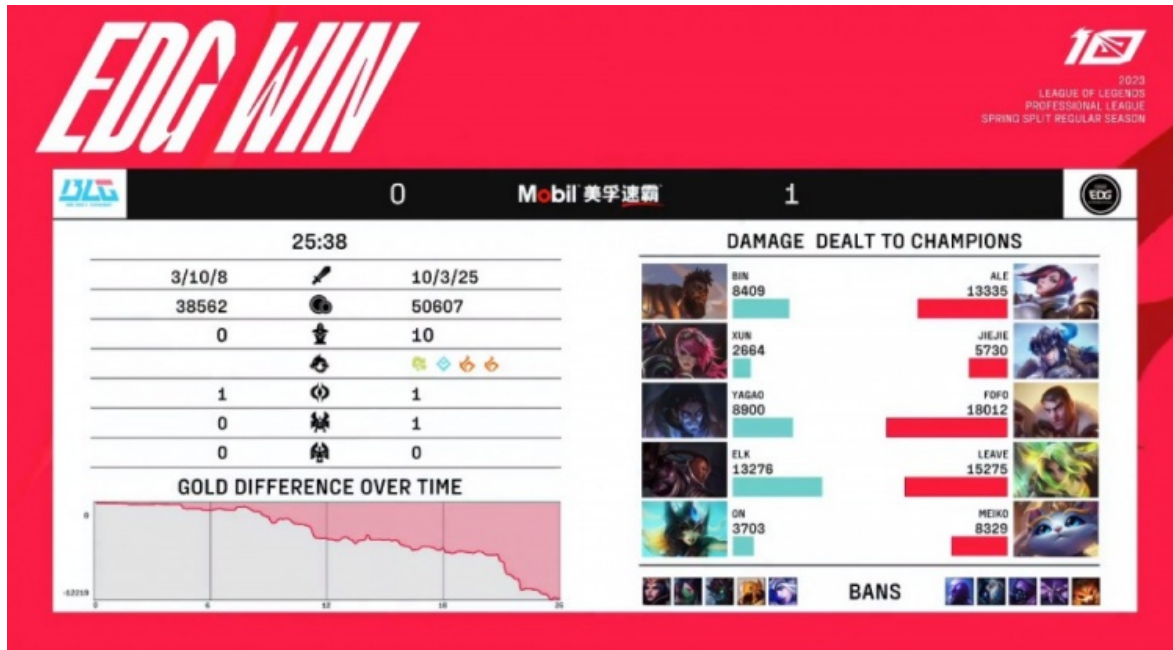 EDG WIN
2023
LEAGUE OF LEGENDS
PROFESSIONAL LEAGUE
SPRING SPLIT REGULAR SEASON
BLG
0
Mobil 美孚速霸
1
EDG
25:38
3/10/8 10/3/25
38562 50607
0 10
1 1
0 1
0 0
GOLD DIFFERENCE OVER TIME
0
-12219
0 6 12 18 25
DAMAGE DEALT TO CHAMPIONS
BIN
8409
ALE
13335
XUN
2664
JIEJIE
5730
YAGAO
8900
FOFO
18012
ELK
13276
LEAVE
15275
ON
3703
MEIKO
8329
BANS